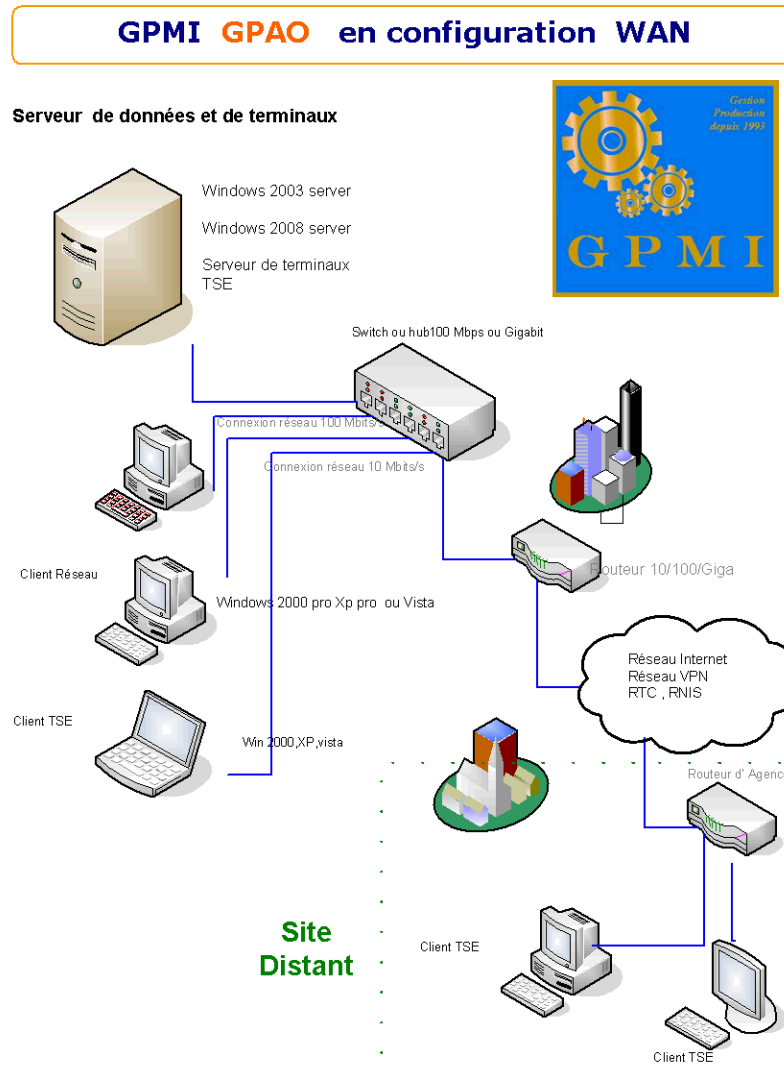 GPMI GPAO en configuration WAN
Serveur de données et de terminaux
Gestion
Production
depuis 1993
GPMI
Windows 2003 server
Windows 2008 server
Serveur de terminaux
TSE
Switch ou hub100 Mbps ou Gigabit
Connexion réseau 100 Mbits/s
Connexion réseau 10 Mbits/s
Routeur 10/100/Giga
Client Réseau
Windows 2000 pro Xp pro ou Vista
Réseau Internet
Réseau VPN
RTC , RNIS
Client TSE
Win 2000,XP,vista
Routeur d' Agence
Site
Distant
Client TSE
Client TSE